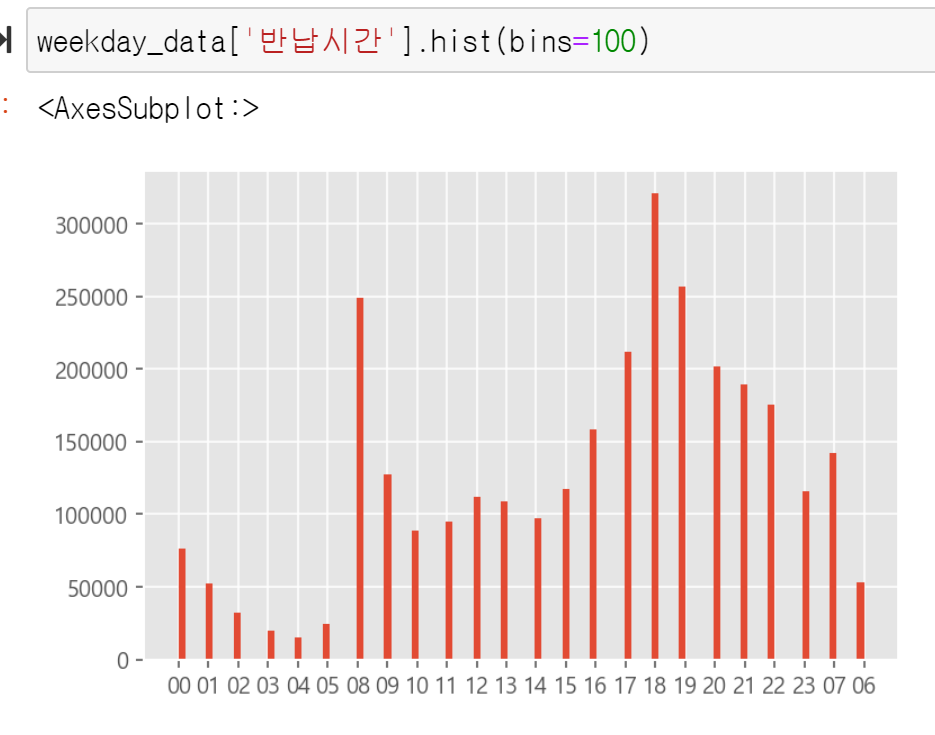 weekday_data['반납시간'].hist(bins=100)
: <AxesSubplot:>
300000
250000
200000
150000
100000
50000
0
00 01 02 03 04 05 08 09 10 11 12 13 14 15 16 17 18 19 20 21 22 23 07 06